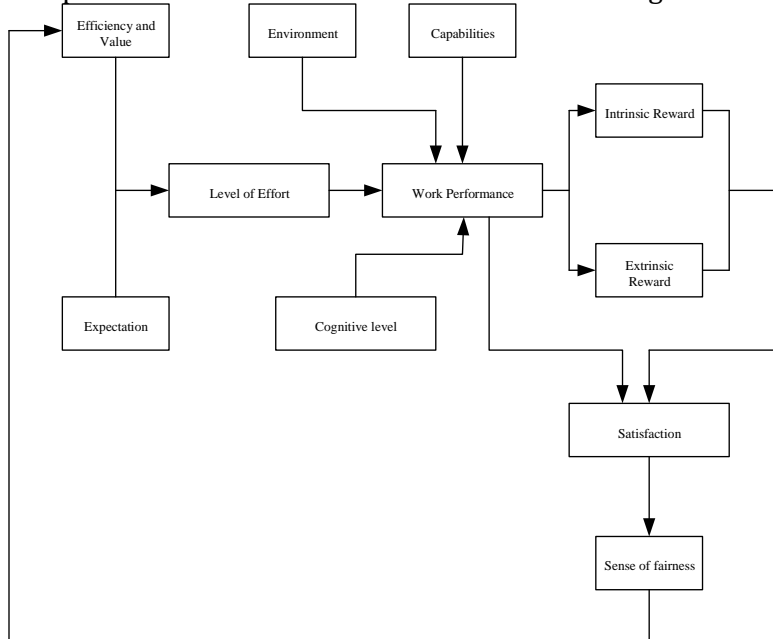 Efficiency and
Value
Environment
Capabilities
Intrinsic Reward
Level of Effort
Work Performance
Extrinsic
Reward
Expectation
Cognitive level
Satisfaction
Sense of fairness